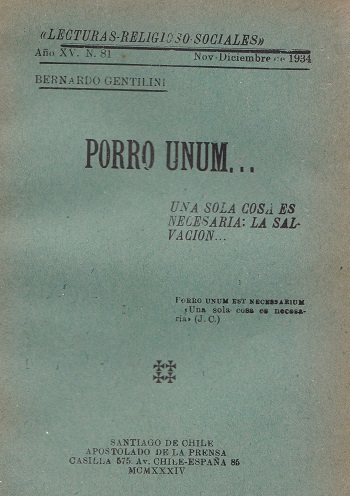 «LECTURAS-RELIGIOSO-SOCIALES»
Año XV. N. 81 Nov-Diciembre de 1934
BERNARDO GENTILINI
PORRO UNUM...
UNA SOLA COSA ES
NECESARIA: LA SAL-
VACION...
PORRO UNUM EST NECESSARIUM
«Una sola cosa es necesa-
ria» (J. C.)
SANTIAGO DE CHILE
APOSTOLADO DE LA PRENSA
CASILLA 575. AV. CHILE-ESPAÑA 85
MCMXXXIV